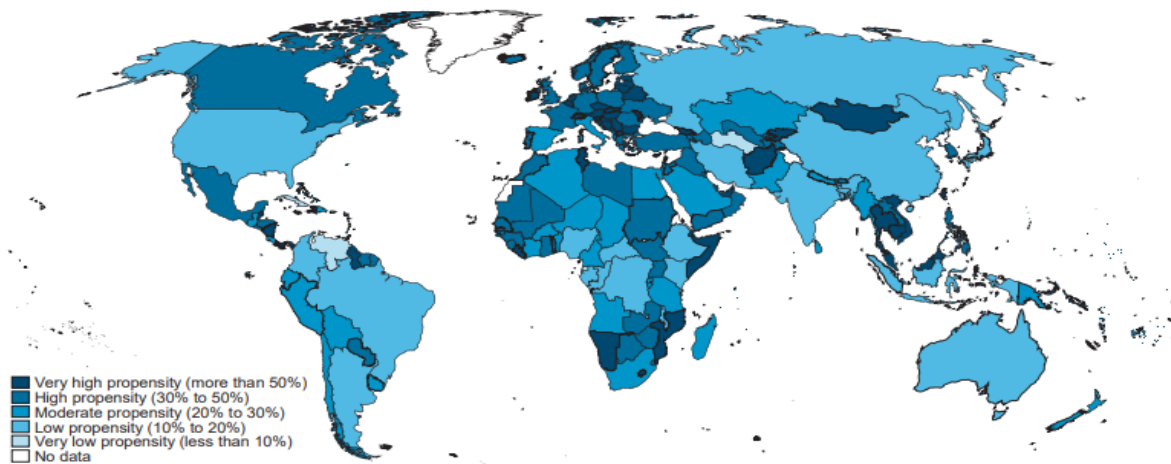 Very high propensity (more than 50%)
High propensity (30% to 50%)
Moderate propensity (20% to 30%)
Low propensity (10% to 20%)
Very low propensity (less than 10%)
No data